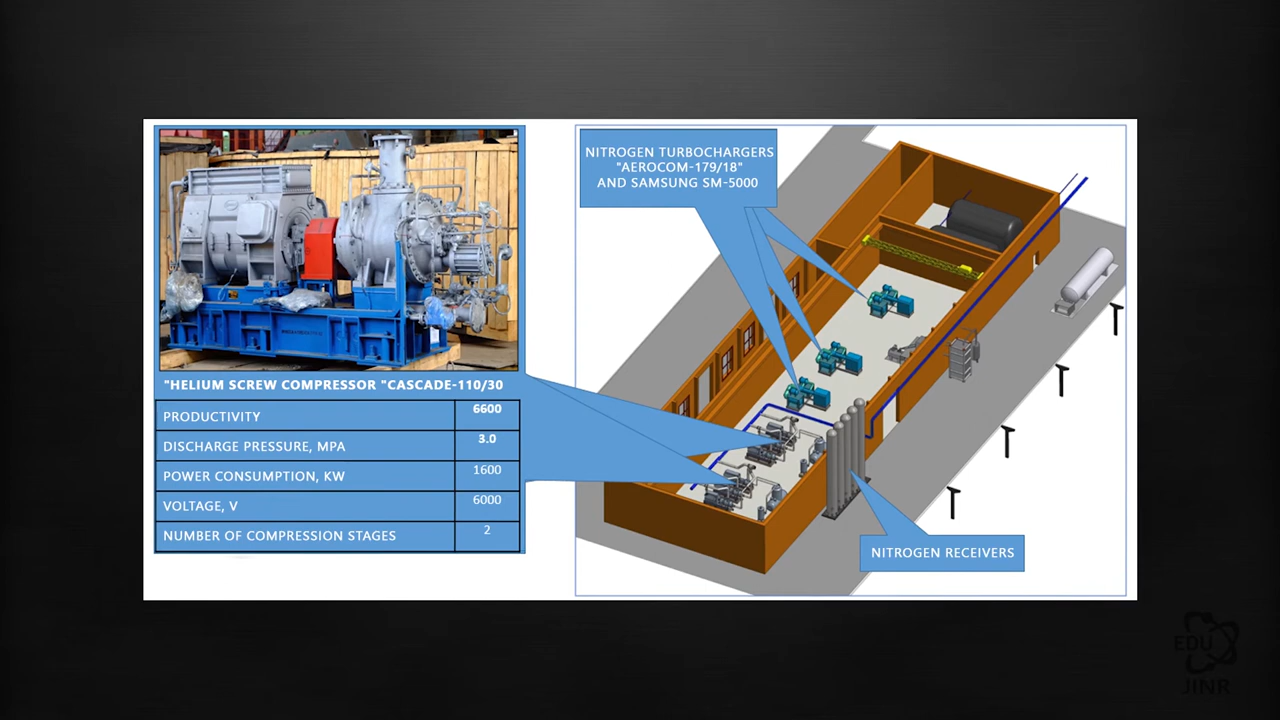 "HELIUM SCREW COMPRESSOR "CASCADE-110/30
PRODUCTIVITY 6600
DISCHARGE PRESSURE, MPA 3.0
POWER CONSUMPTION, KW 1600
VOLTAGE, V 6000
NUMBER OF COMPRESSION STAGES 2
NITROGEN TURBOCHARGERS
"AEROCOM-179/18"
AND SAMSUNG SM-5000
NITROGEN RECEIVERS
EDU
JINR